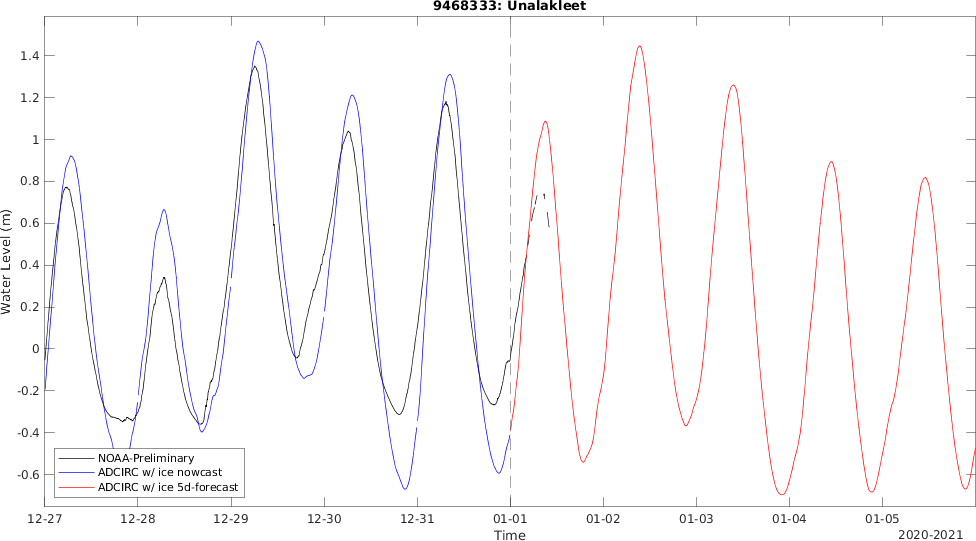 9468333: Unalakleet
Water Level (m)
1.4
1.2
1
0.8
0.6
0.4
0.2
0
-0.2
-0.4
-0.6
NOAA-Preliminary
ADCIRC w/ ice nowcast
ADCIRC w/ ice 5d-forecast
12-27 12-28 12-29 12-30 12-31 01-01 01-02 01-03 01-04 01-05
Time
2020-2021